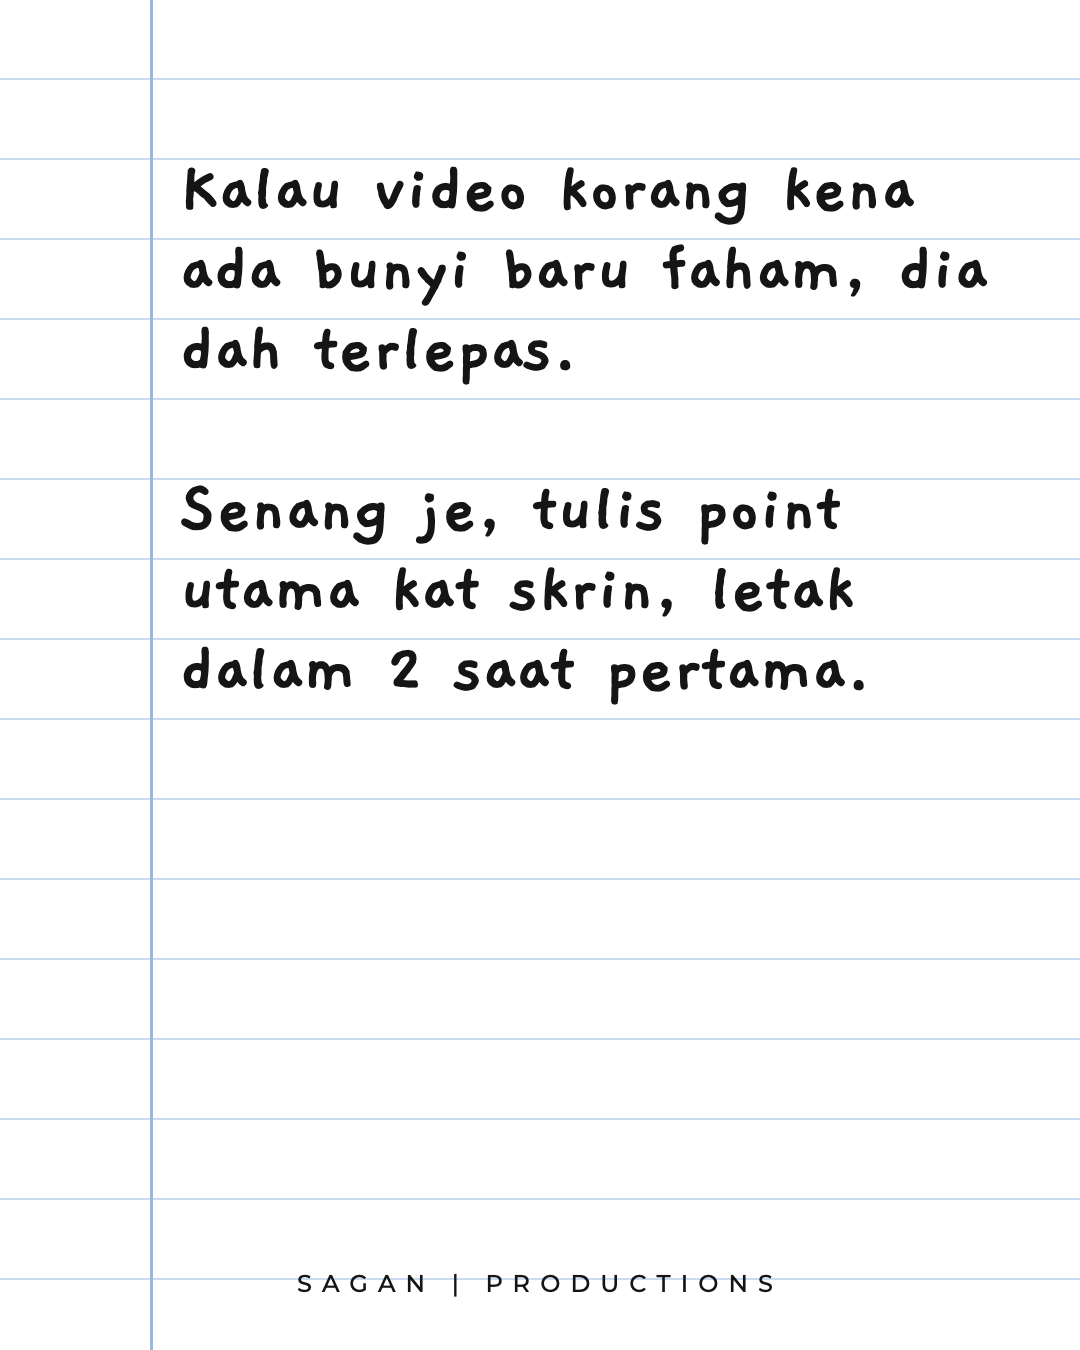 Kalau video korang kena
ada bunyi baru faham, dia
dah terlepas.
Senang je, tulis point
utama kat skrin, letak
dalam 2 saat pertama.
SAGAN | PRODUCTIONS